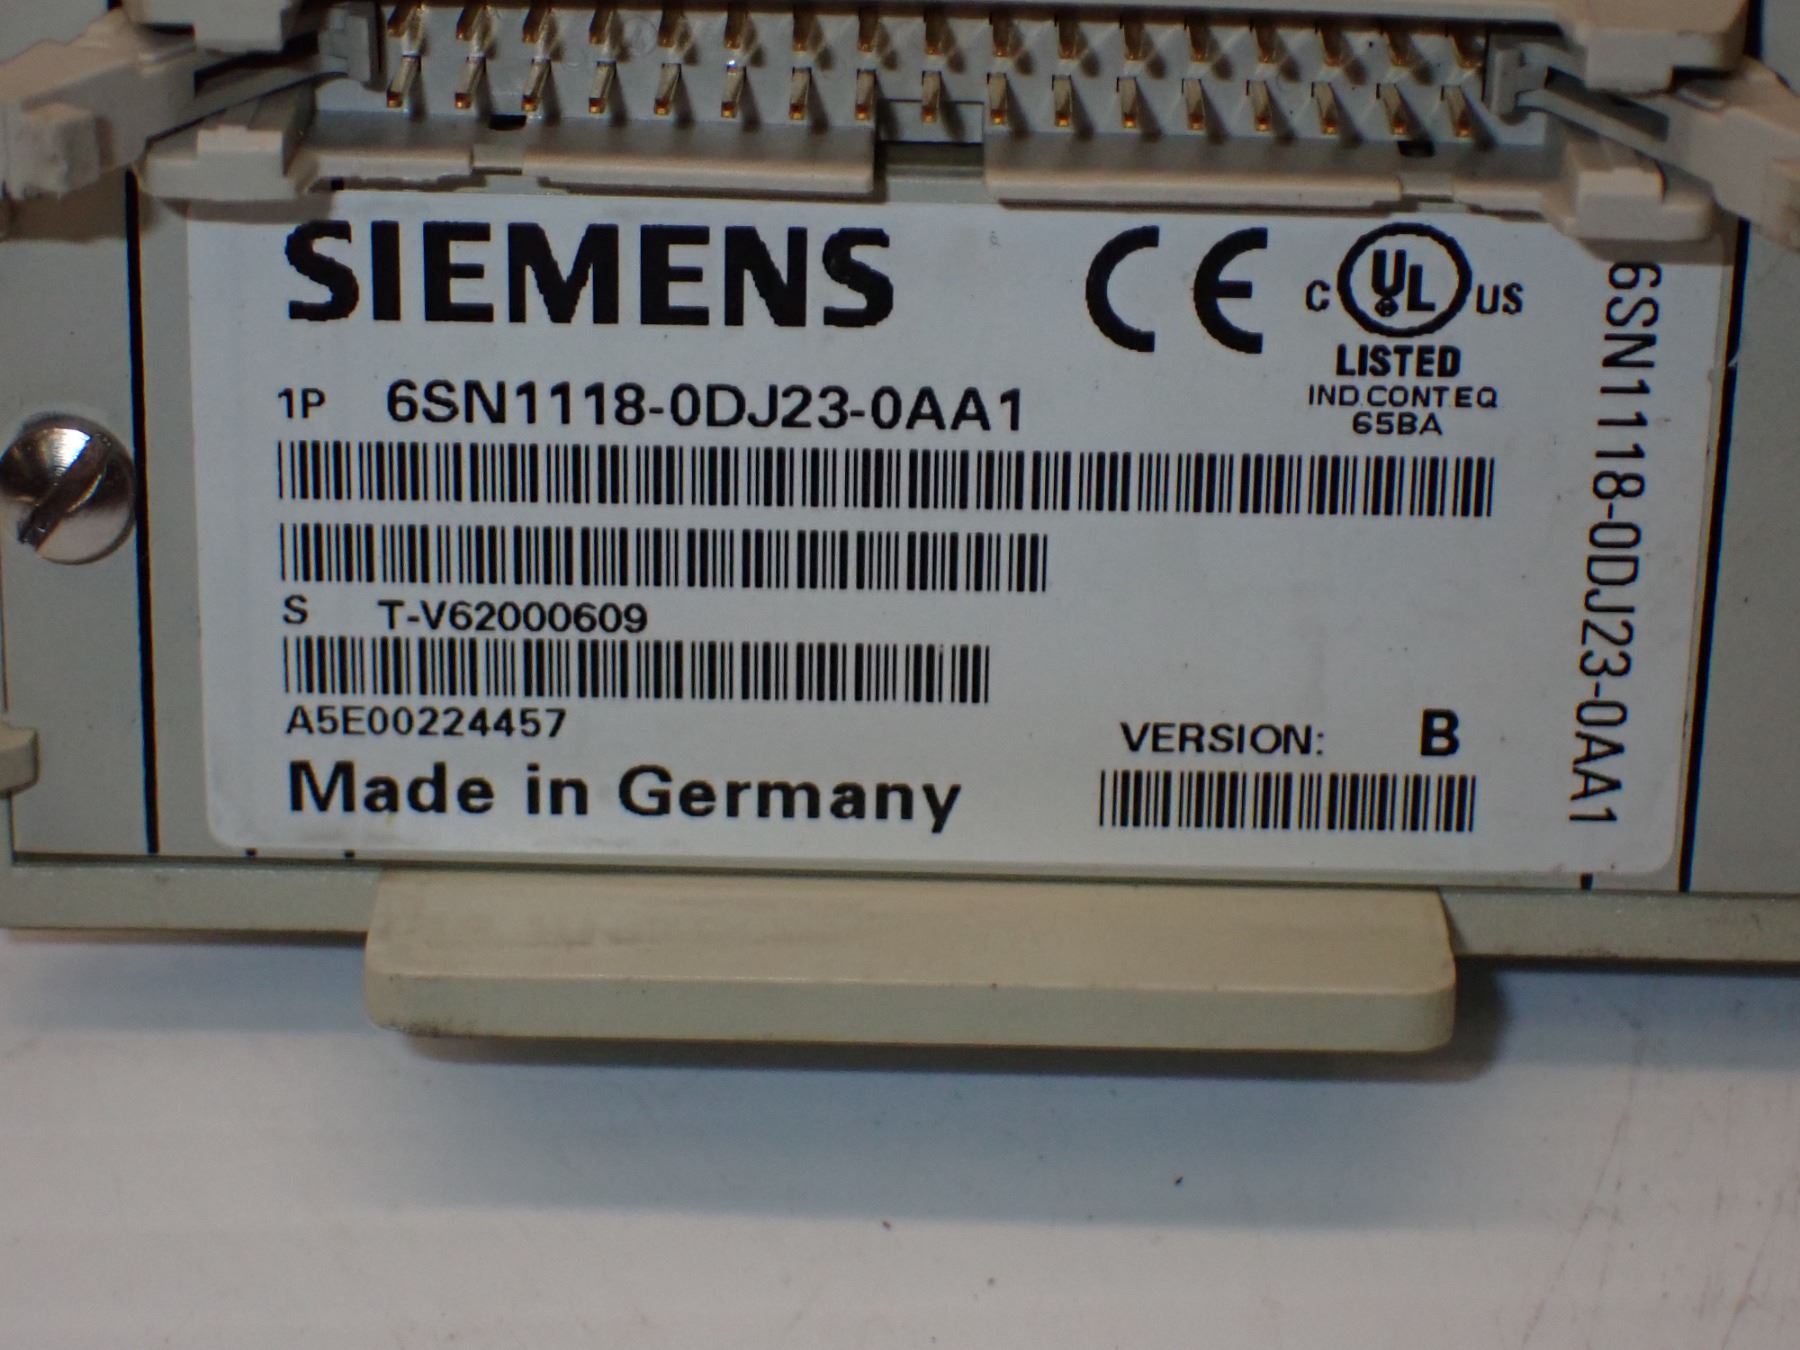 SIEMENS
CE
C UL US
LISTED
IND.CONT.EQ
65BA
1P 6SN1118-0DJ23-0AA1
S T-V62000609
A5E00224457
Made in Germany
VERSION: B
6SN1118-0DJ23-0AA1